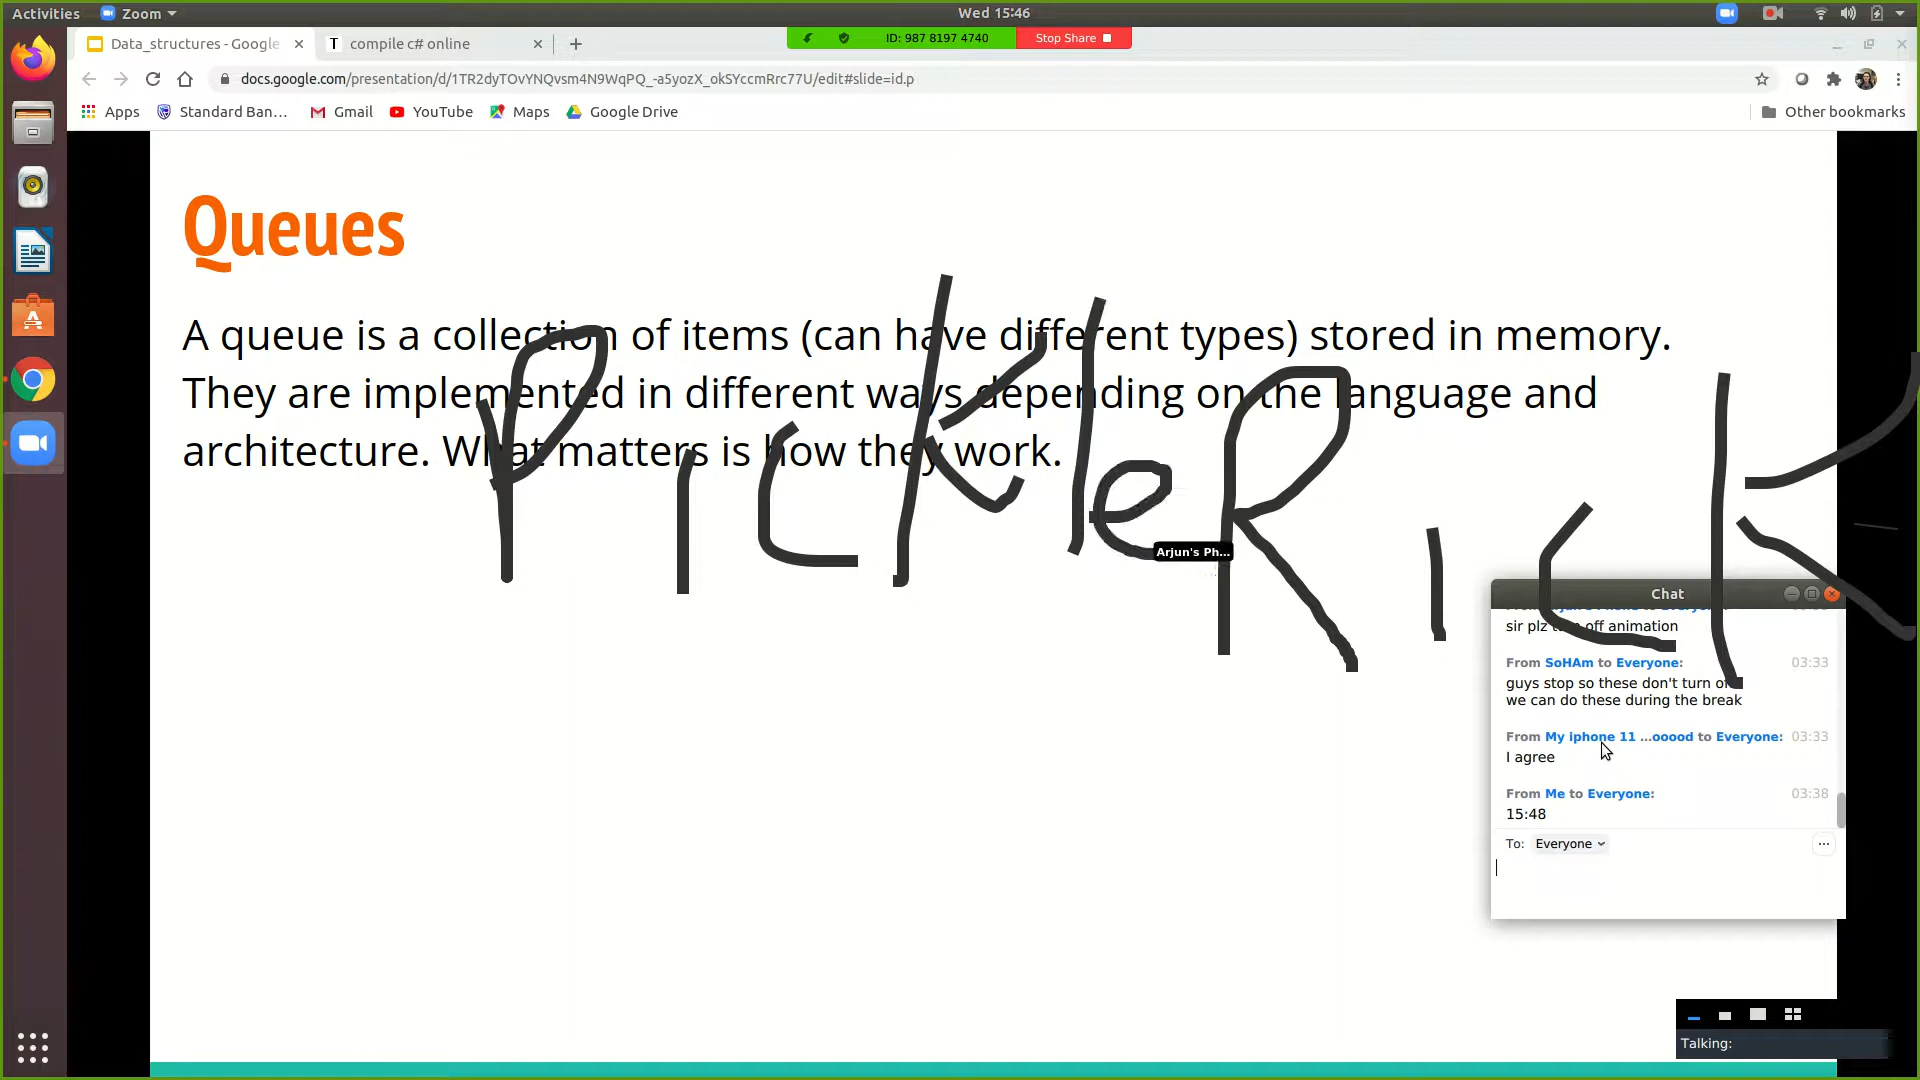 Activities Zoom Wed 15:46
Data_structures - Google compile c# online ID: 987 8197 4740 Stop Share
docs.google.com/presentation/d/1TR2dyTOvYNQvsm4N9WqPQ_-a5yozX_okSYccmRrc77U/edit#slide=id.p
Apps Standard Ban... Gmail YouTube Maps Google Drive Other bookmarks
Queues
A queue is a collection of items (can have different types) stored in memory.
They are implemented in different ways depending on the language and
architecture. What matters is how they work.
PickleRicK
Arjun's Ph...
Chat
sir plz turn off animation
From SoHAm to Everyone: 03:33
guys stop so these don't turn off
we can do these during the break
From My iphone 11 ...ooood to Everyone: 03:33
I agree
From Me to Everyone: 03:38
15:48
To: Everyone
Talking: